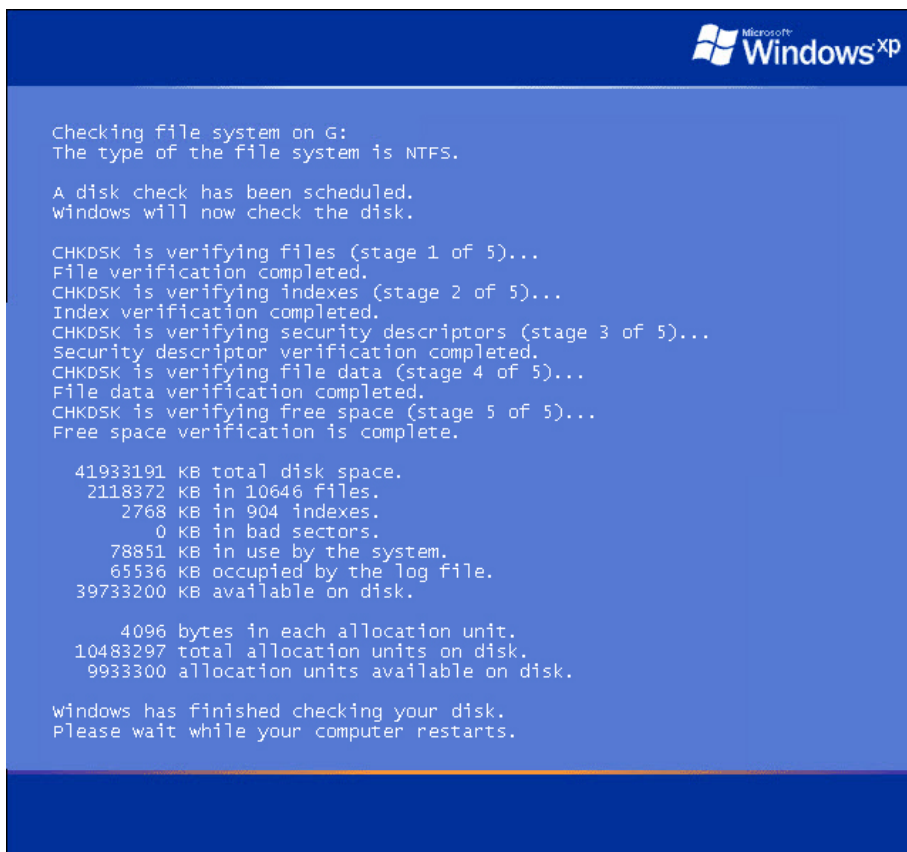 Microsoft
Windows xp
Checking file system on G:
The type of the file system is NTFS.
A disk check has been scheduled.
Windows will now check the disk.
CHKDSK is verifying files (stage 1 of 5)...
File verification completed.
CHKDSK is verifying indexes (stage 2 of 5)...
Index verification completed.
CHKDSK is verifying security descriptors (stage 3 of 5)...
Security descriptor verification completed.
CHKDSK is verifying file data (stage 4 of 5)...
File data verification completed.
CHKDSK is verifying free space (stage 5 of 5)...
Free space verification is complete.
41933191 KB total disk space.
2118372 KB in 10646 files.
2768 KB in 904 indexes.
0 KB in bad sectors.
78851 KB in use by the system.
65536 KB occupied by the log file.
39733200 KB available on disk.
4096 bytes in each allocation unit.
10483297 total allocation units on disk.
9933300 allocation units available on disk.
Windows has finished checking your disk.
Please wait while your computer restarts.